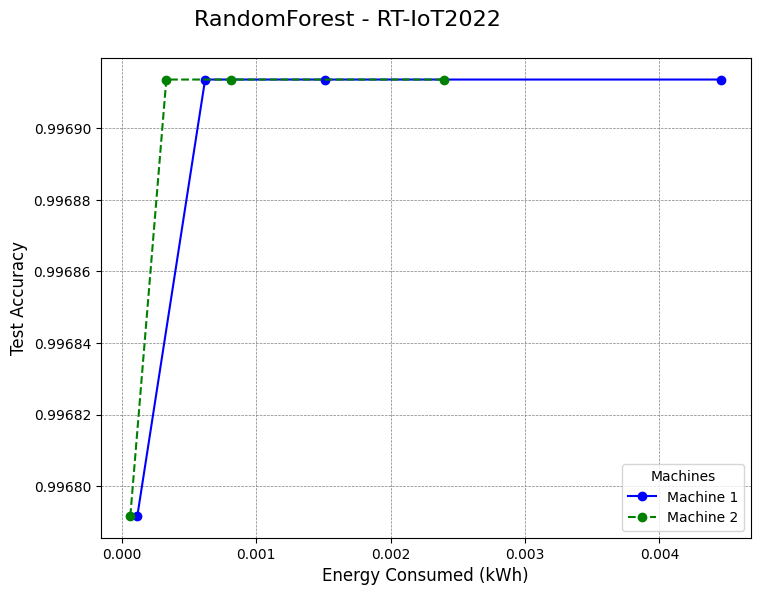 RandomForest - RT-IoT2022
Test Accuracy
0.99690
0.99688
0.99686
0.99684
0.99682
0.99680
0.000
0.001
0.002
0.003
0.004
Energy Consumed (kWh)
Machines
Machine 1
Machine 2